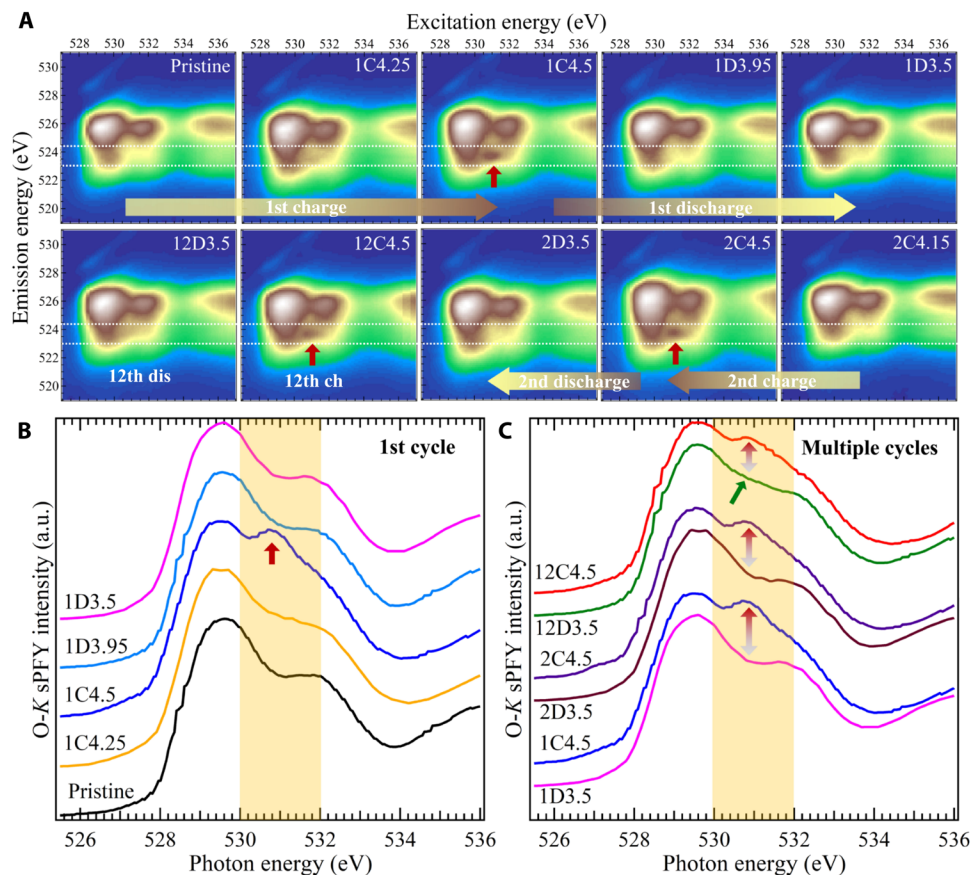 A
Excitation energy (eV)
528 530 532 536 528 530 532 536 528 530 532 536 528 530 532 536 528 530 532 536
Emission energy (eV)
530
528
526
524
522
520
Pristine
1C4.25
1C4.5
1D3.95
1D3.5
1st charge
1st discharge
530
528
526
524
522
520
12D3.5
12C4.5
2D3.5
2C4.5
2C4.15
12th dis
12th ch
2nd discharge
2nd charge
B
1st cycle
O-K sPFY intensity (a.u.)
1D3.5
1D3.95
1C4.5
1C4.25
Pristine
526 528 530 532 534 536
Photon energy (eV)
C
Multiple cycles
O-K sPFY intensity (a.u.)
12C4.5
12D3.5
2C4.5
2D3.5
1C4.5
1D3.5
526 528 530 532 534 536
Photon energy (eV)